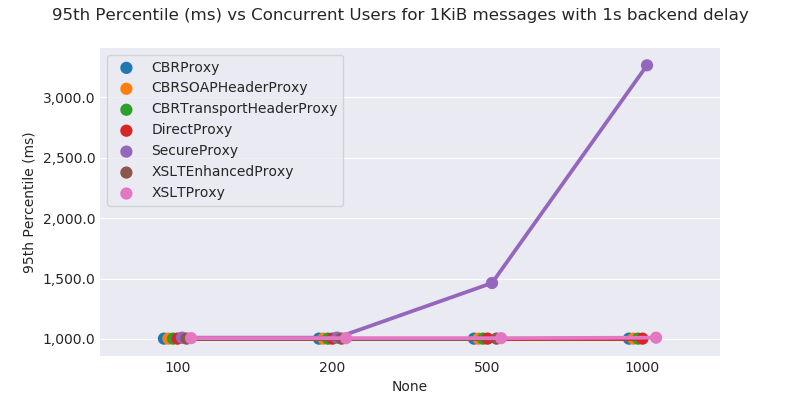 95th Percentile (ms) vs Concurrent Users for 1KiB messages with 1s backend delay
CBRProxy
CBRSOAPHeaderProxy
CBRTransportHeaderProxy
DirectProxy
SecureProxy
XSLTEnhancedProxy
XSLTProxy
95th Percentile (ms)
3,000.0
2,500.0
2,000.0
1,500.0
1,000.0
100 200 500 1000
None